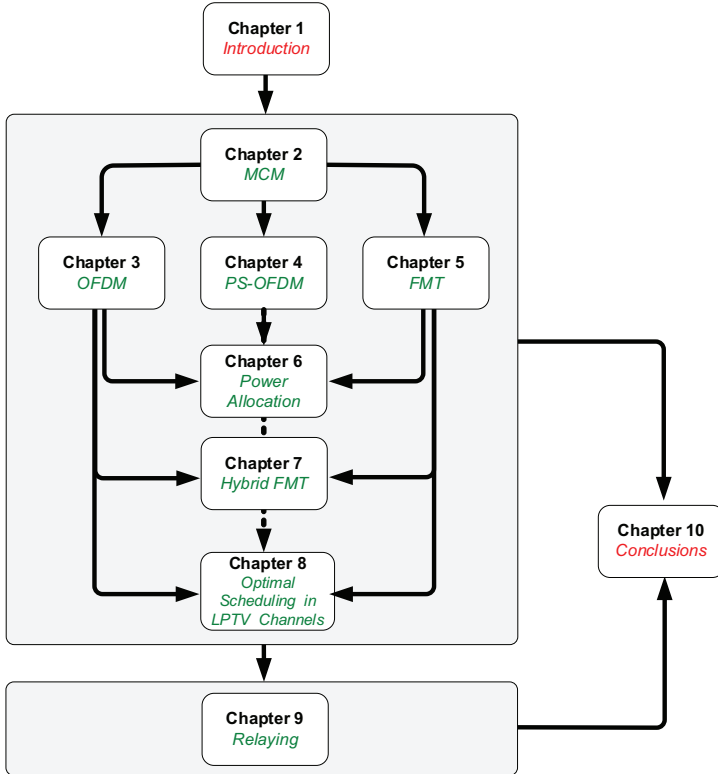 Chapter 1
Introduction
Chapter 2
MCM
Chapter 3
OFDM
Chapter 4
PS-OFDM
Chapter 5
FMT
Chapter 6
Power
Allocation
Chapter 7
Hybrid FMT
Chapter 8
Optimal
Scheduling in
LPTV Channels
Chapter 9
Relaying
Chapter 10
Conclusions